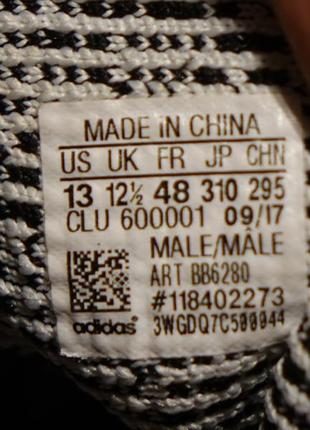 MADE IN CHINA
US UK FR JP CHN
13 12½ 48 310 295
CLU 600001 09/17
MALE/MÂLE
ART BB6280
#118402273
adidas® 3WGDQ7C500044